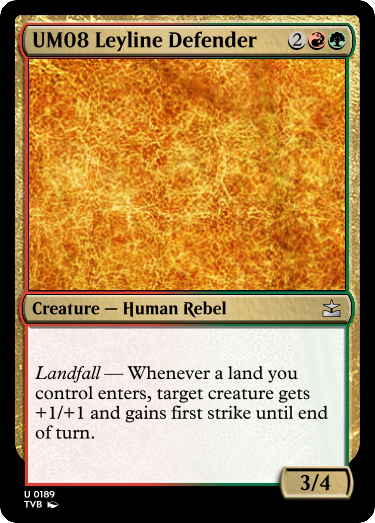 UM08 Leyline Defender 2
Creature — Human Rebel
Landfall — Whenever a land you
control enters, target creature gets
+1/+1 and gains first strike until end
of turn.
3/4
U 0189
TVB